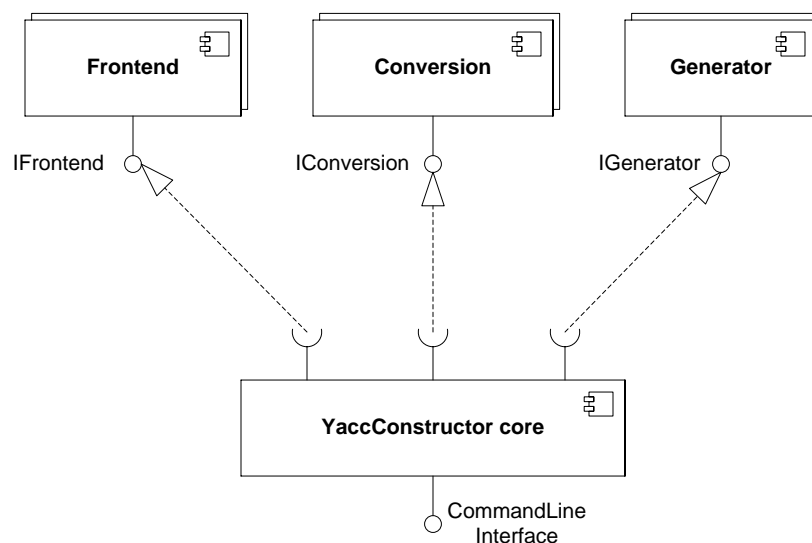 Frontend
Conversion
Generator
IFrontend
IConversion
IGenerator
YaccConstructor core
CommandLine
Interface